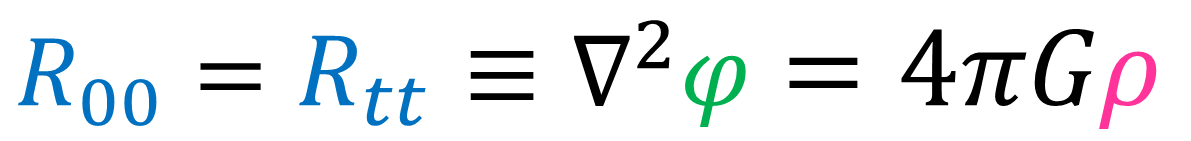 R₀₀ = Rₜₜ ≡ ∇²φ = 4πGρ